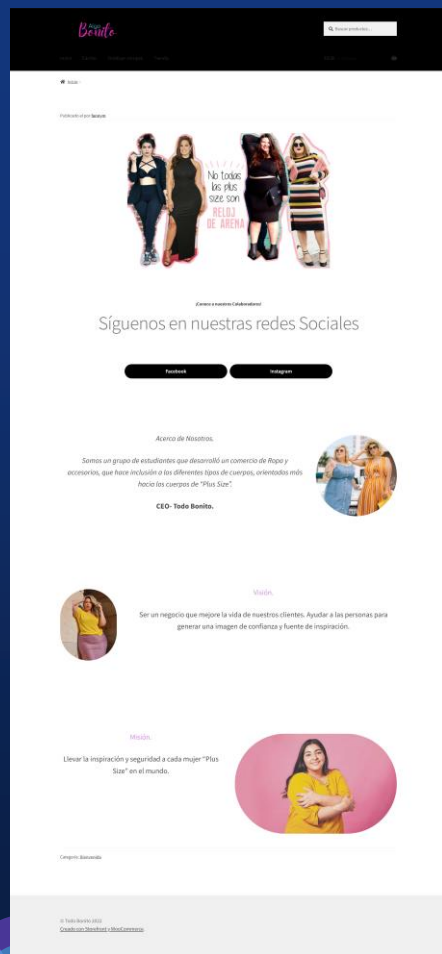 Bonito
Buscar productos...
Inicio
Publicado el por
No todas
las plus
size son
RELOJ
DE ARENA
¡Conoce a nuestros Colaboradores!
Síguenos en nuestras redes Sociales
Facebook Instagram
Acerca de Nosotros.
Somos un grupo de estudiantes que desarrolló un comercio de Ropa y
accesorios, que hace inclusión a los diferentes tipos de cuerpos, orientados más
hacia los cuerpos de "Plus Size".
CEO- Todo Bonito.
Visión.
Ser un negocio que mejore la vida de nuestros clientes. Ayudar a las personas para
generar una imagen de confianza y fuente de inspiración.
Misión.
Llevar la inspiración y seguridad a cada mujer "Plus
Size" en el mundo.
Categoría: Bienvenida
© Todo Bonito 2022
Creado con Storefront y WooCommerce.